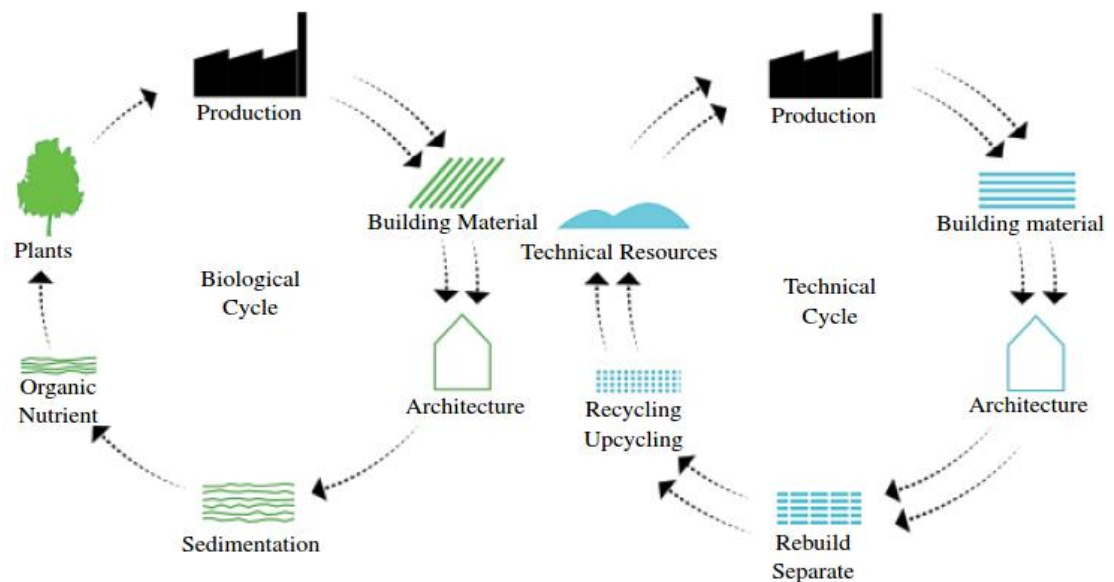 Production
Plants
Building Material
Biological
Cycle
Organic
Nutrient
Architecture
Sedimentation
Production
Technical Resources
Building material
Technical
Cycle
Recycling
Upcycling
Architecture
Rebuild
Separate